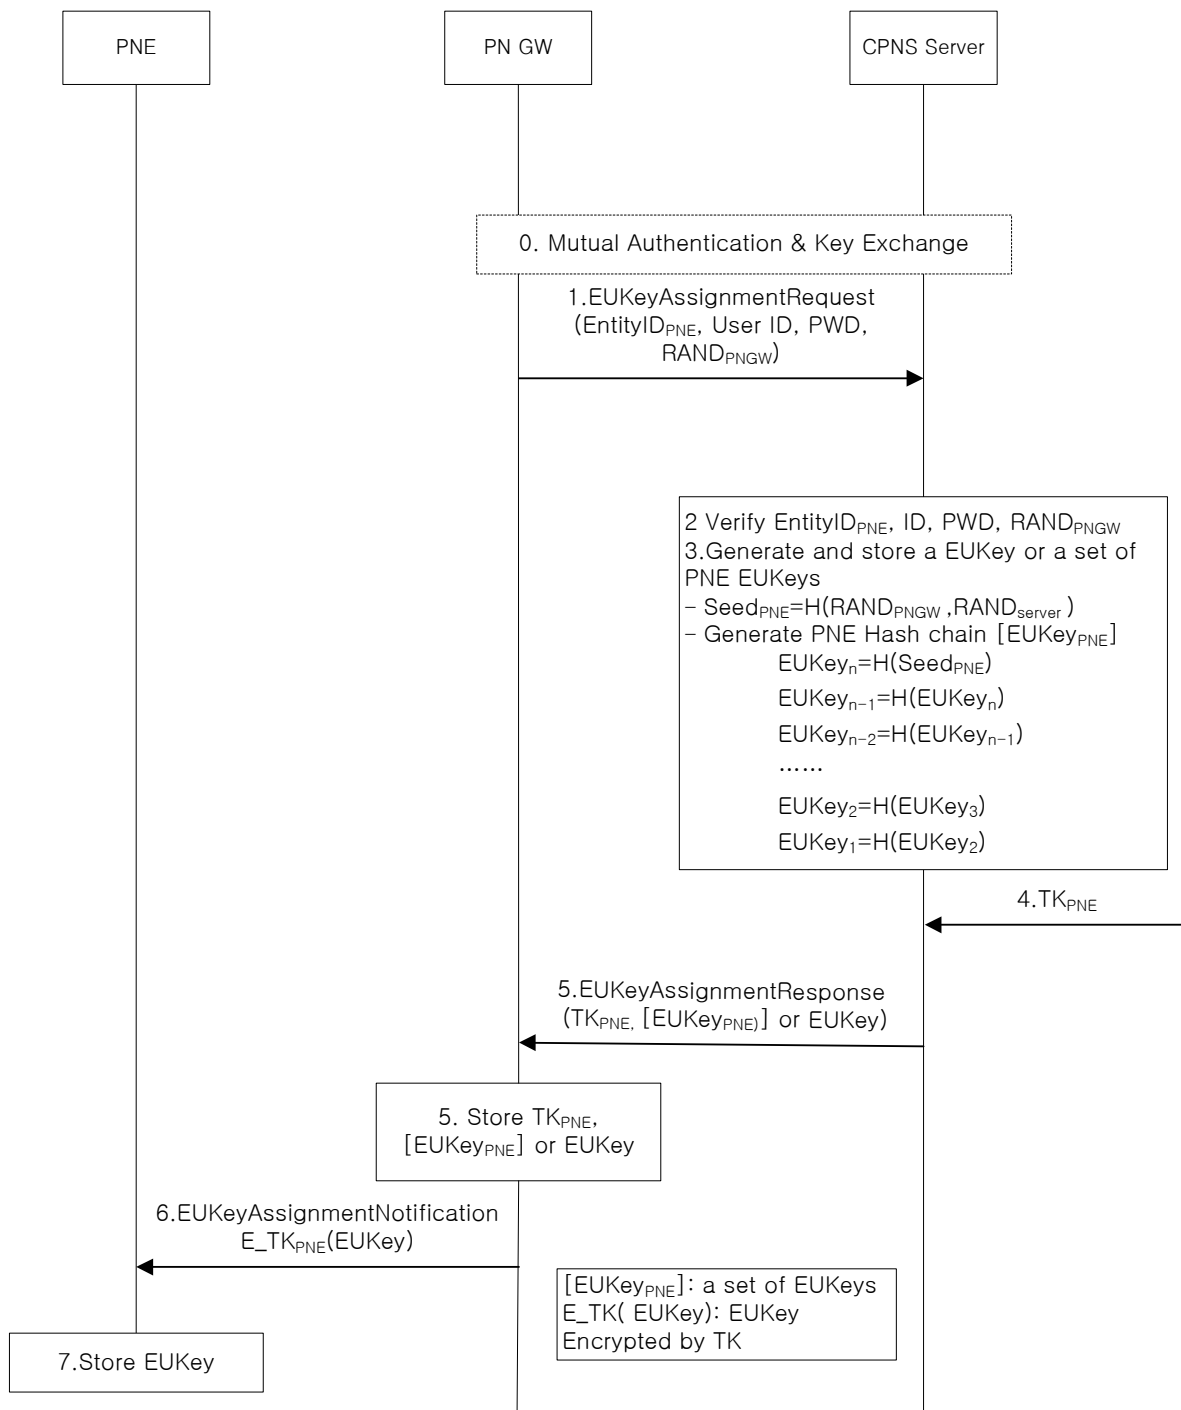 PNE
PN GW
CPNS Server
0. Mutual Authentication & Key Exchange
1.EUKeyAssignmentRequest
(EntityIDPNE, User ID, PWD,
RANDPNGW)
2 Verify EntityIDPNE, ID, PWD, RANDPNGW
3.Generate and store a EUKey or a set of
PNE EUKeys
- SeedPNE=H(RANDPNGW ,RANDserver )
- Generate PNE Hash chain [EUKeyPNE]
EUKeyn=H(SeedPNE)
EUKeyn-1=H(EUKeyn)
EUKeyn-2=H(EUKeyn-1)
......
EUKey2=H(EUKey3)
EUKey1=H(EUKey2)
4.TKPNE
5.EUKeyAssignmentResponse
(TKPNE, [EUKeyPNE)] or EUKey)
5. Store TKPNE,
[EUKeyPNE] or EUKey
6.EUKeyAssignmentNotification
E_TKPNE(EUKey)
[EUKeyPNE]: a set of EUKeys
E_TK( EUKey): EUKey
Encrypted by TK
7.Store EUKey